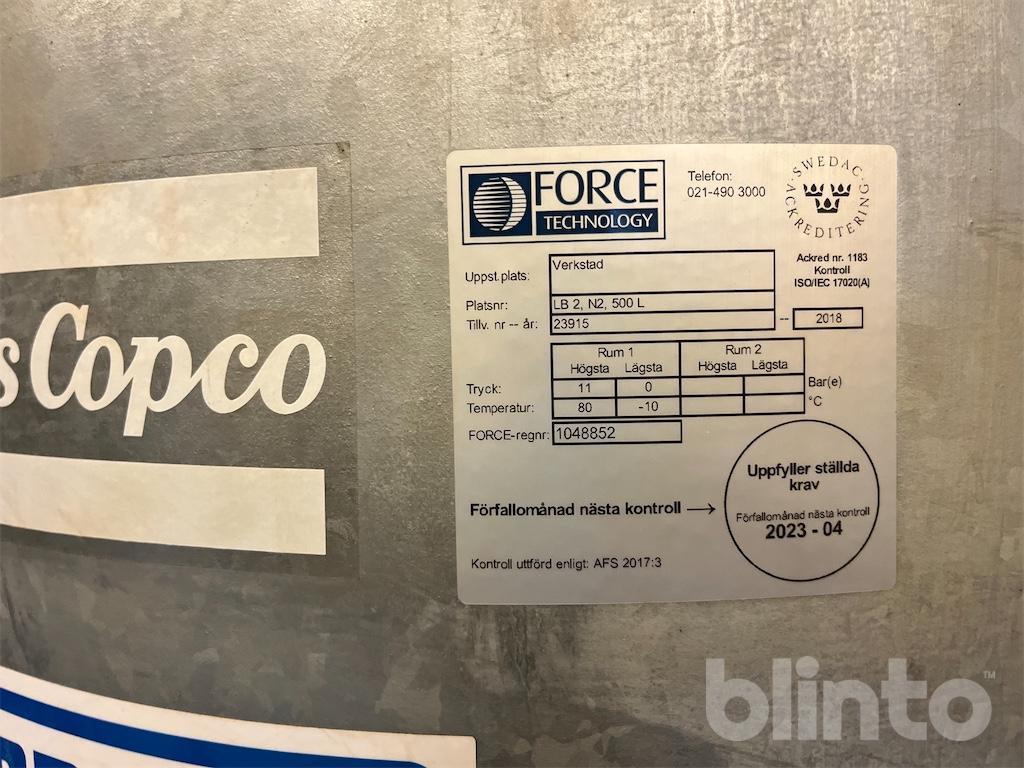 Copco
FORCE
TECHNOLOGY
Telefon:
021-490 3000
SWEDAC
ACKREDITERING
Ackred nr. 1183
Kontroll
ISO/IEC 17020(A)
Uppst.plats: Verkstad
Platsnr: LB 2, N2, 500 L
Tillv. nr -- år: 23915 -- 2018
Rum 1 Rum 2
Högsta Lägsta Högsta Lägsta
Tryck: 11 0 Bar(e)
Temperatur: 80 -10 °C
FORCE-regnr: 1048852
Uppfyller ställda
krav
Förfallomånad nästa kontroll →
Förfallomånad nästa kontroll
2023 - 04
Kontroll utförd enligt: AFS 2017:3
blinto™